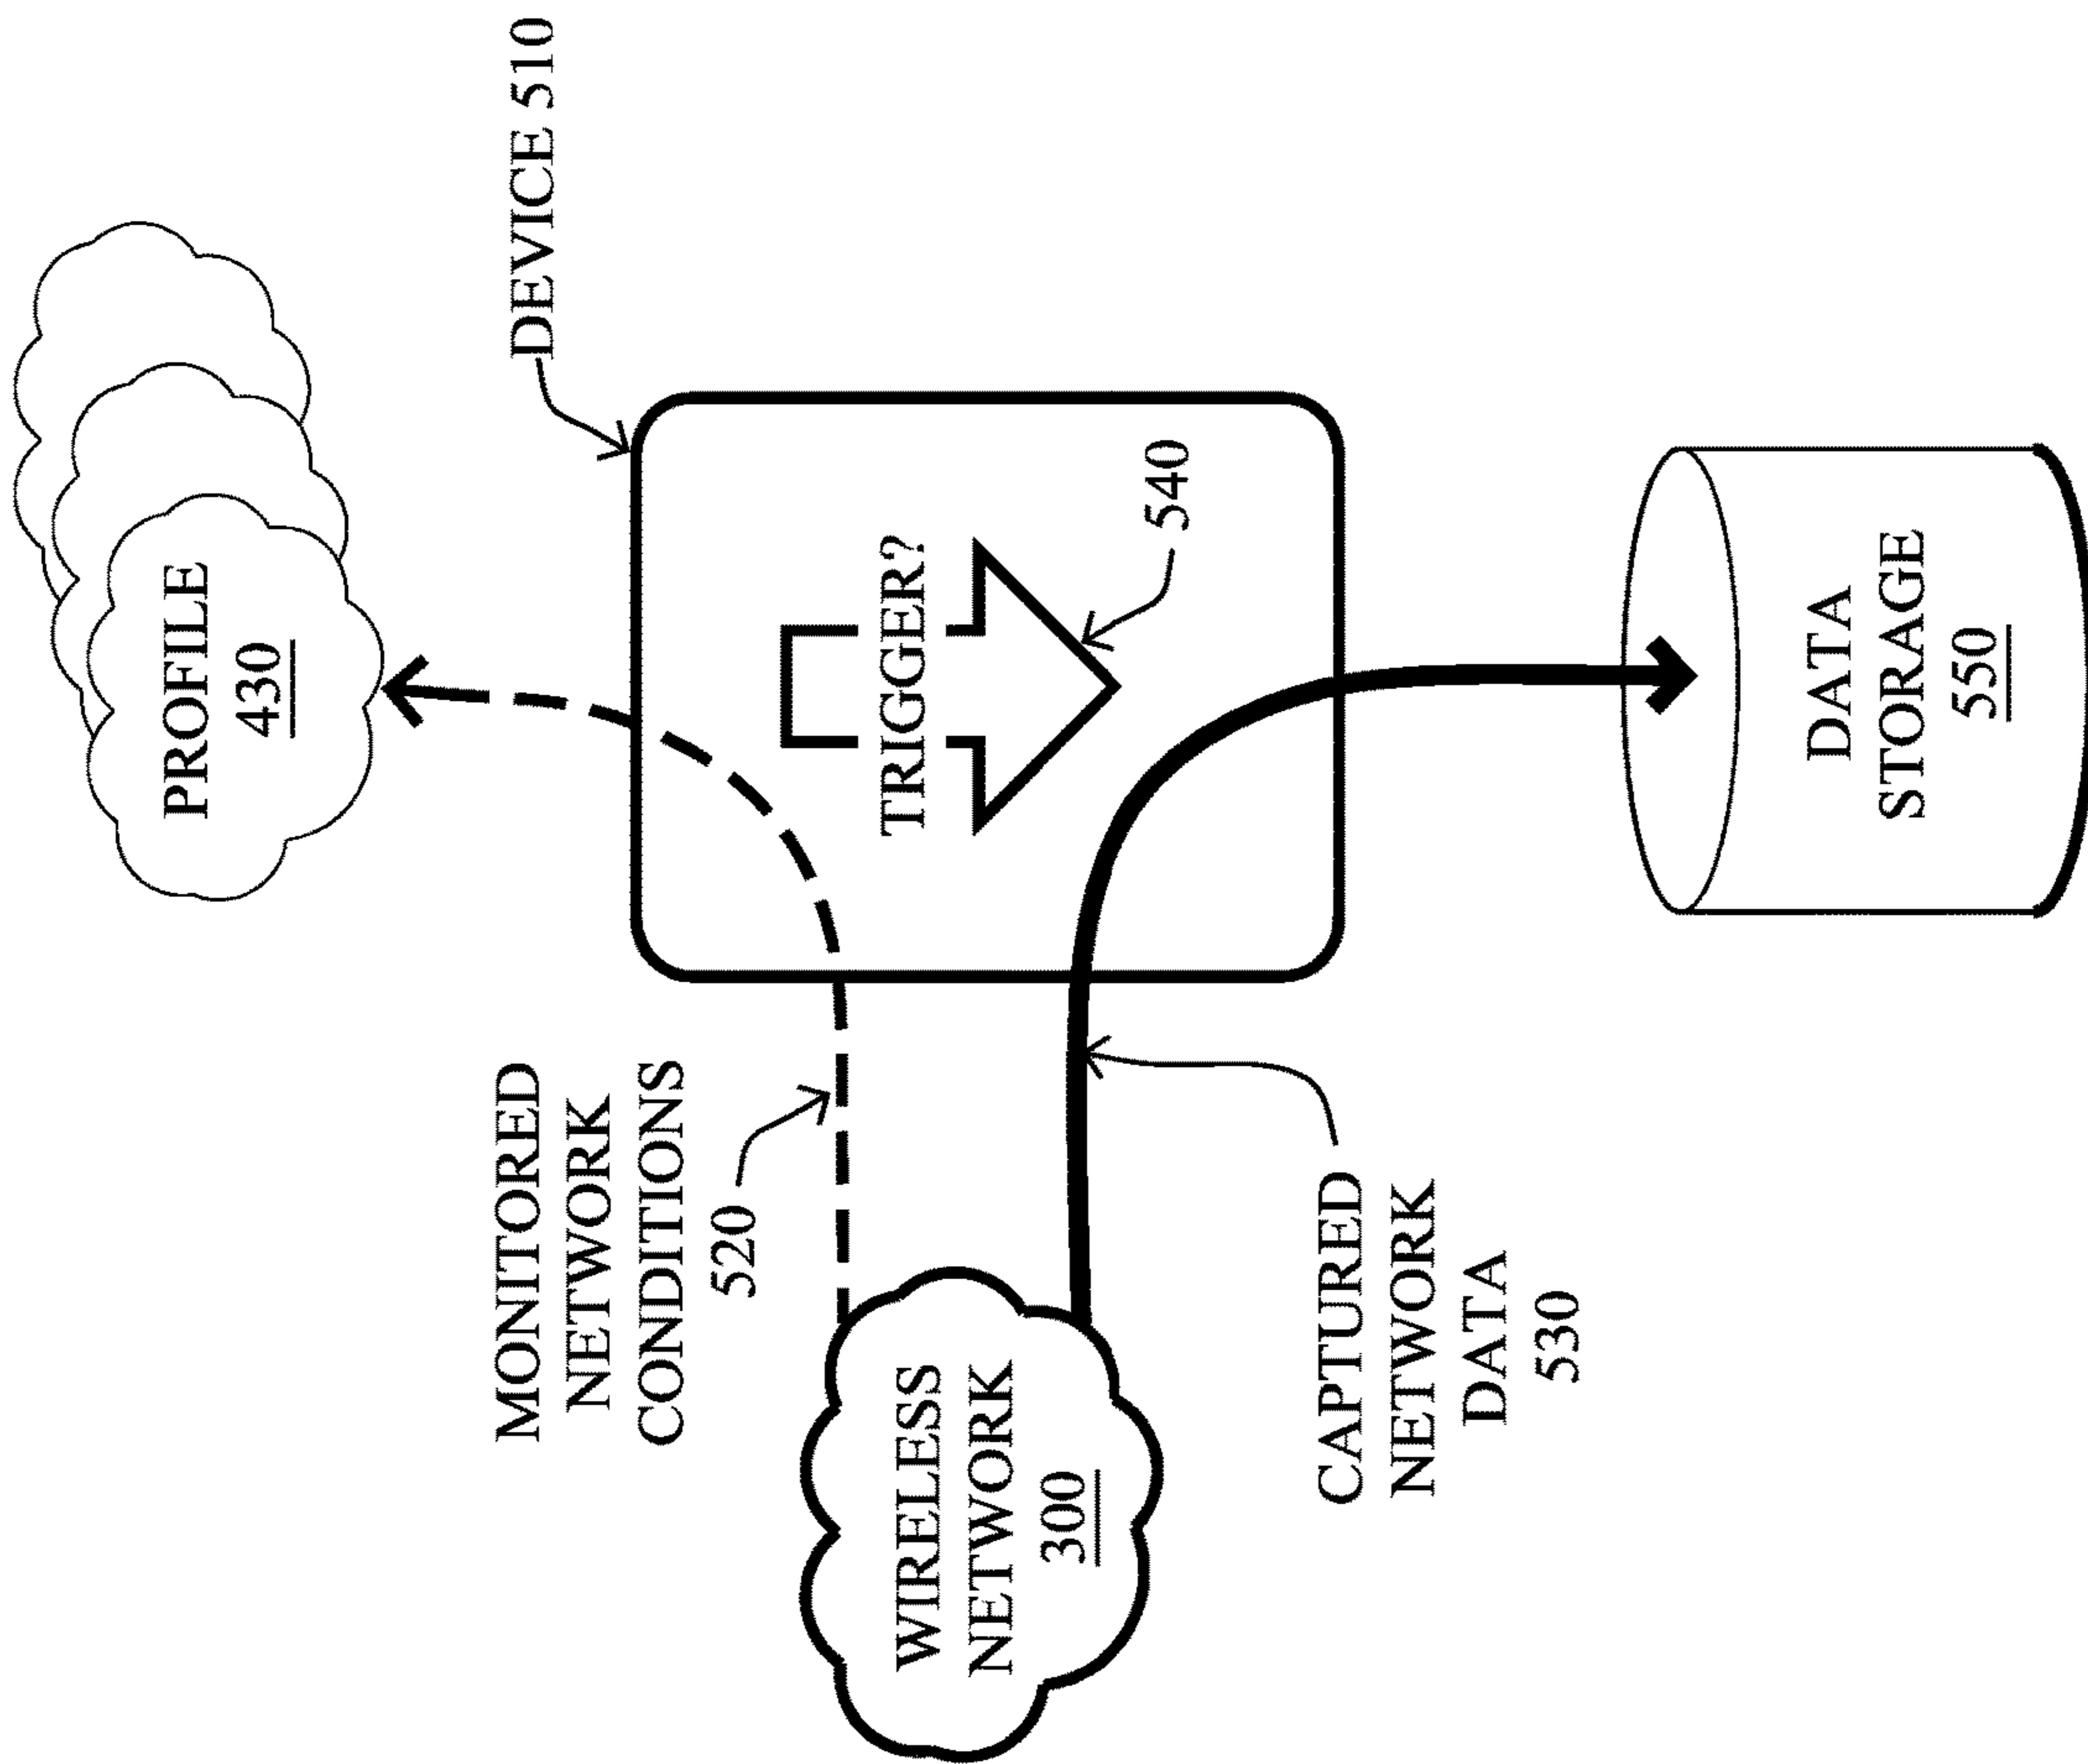 PROFILE
430
DEVICE 510
MONITORED
NETWORK
CONDITIONS
520
TRIGGER?
540
WIRELESS
NETWORK
300
CAPTURED
NETWORK
DATA
530
DATA
STORAGE
550